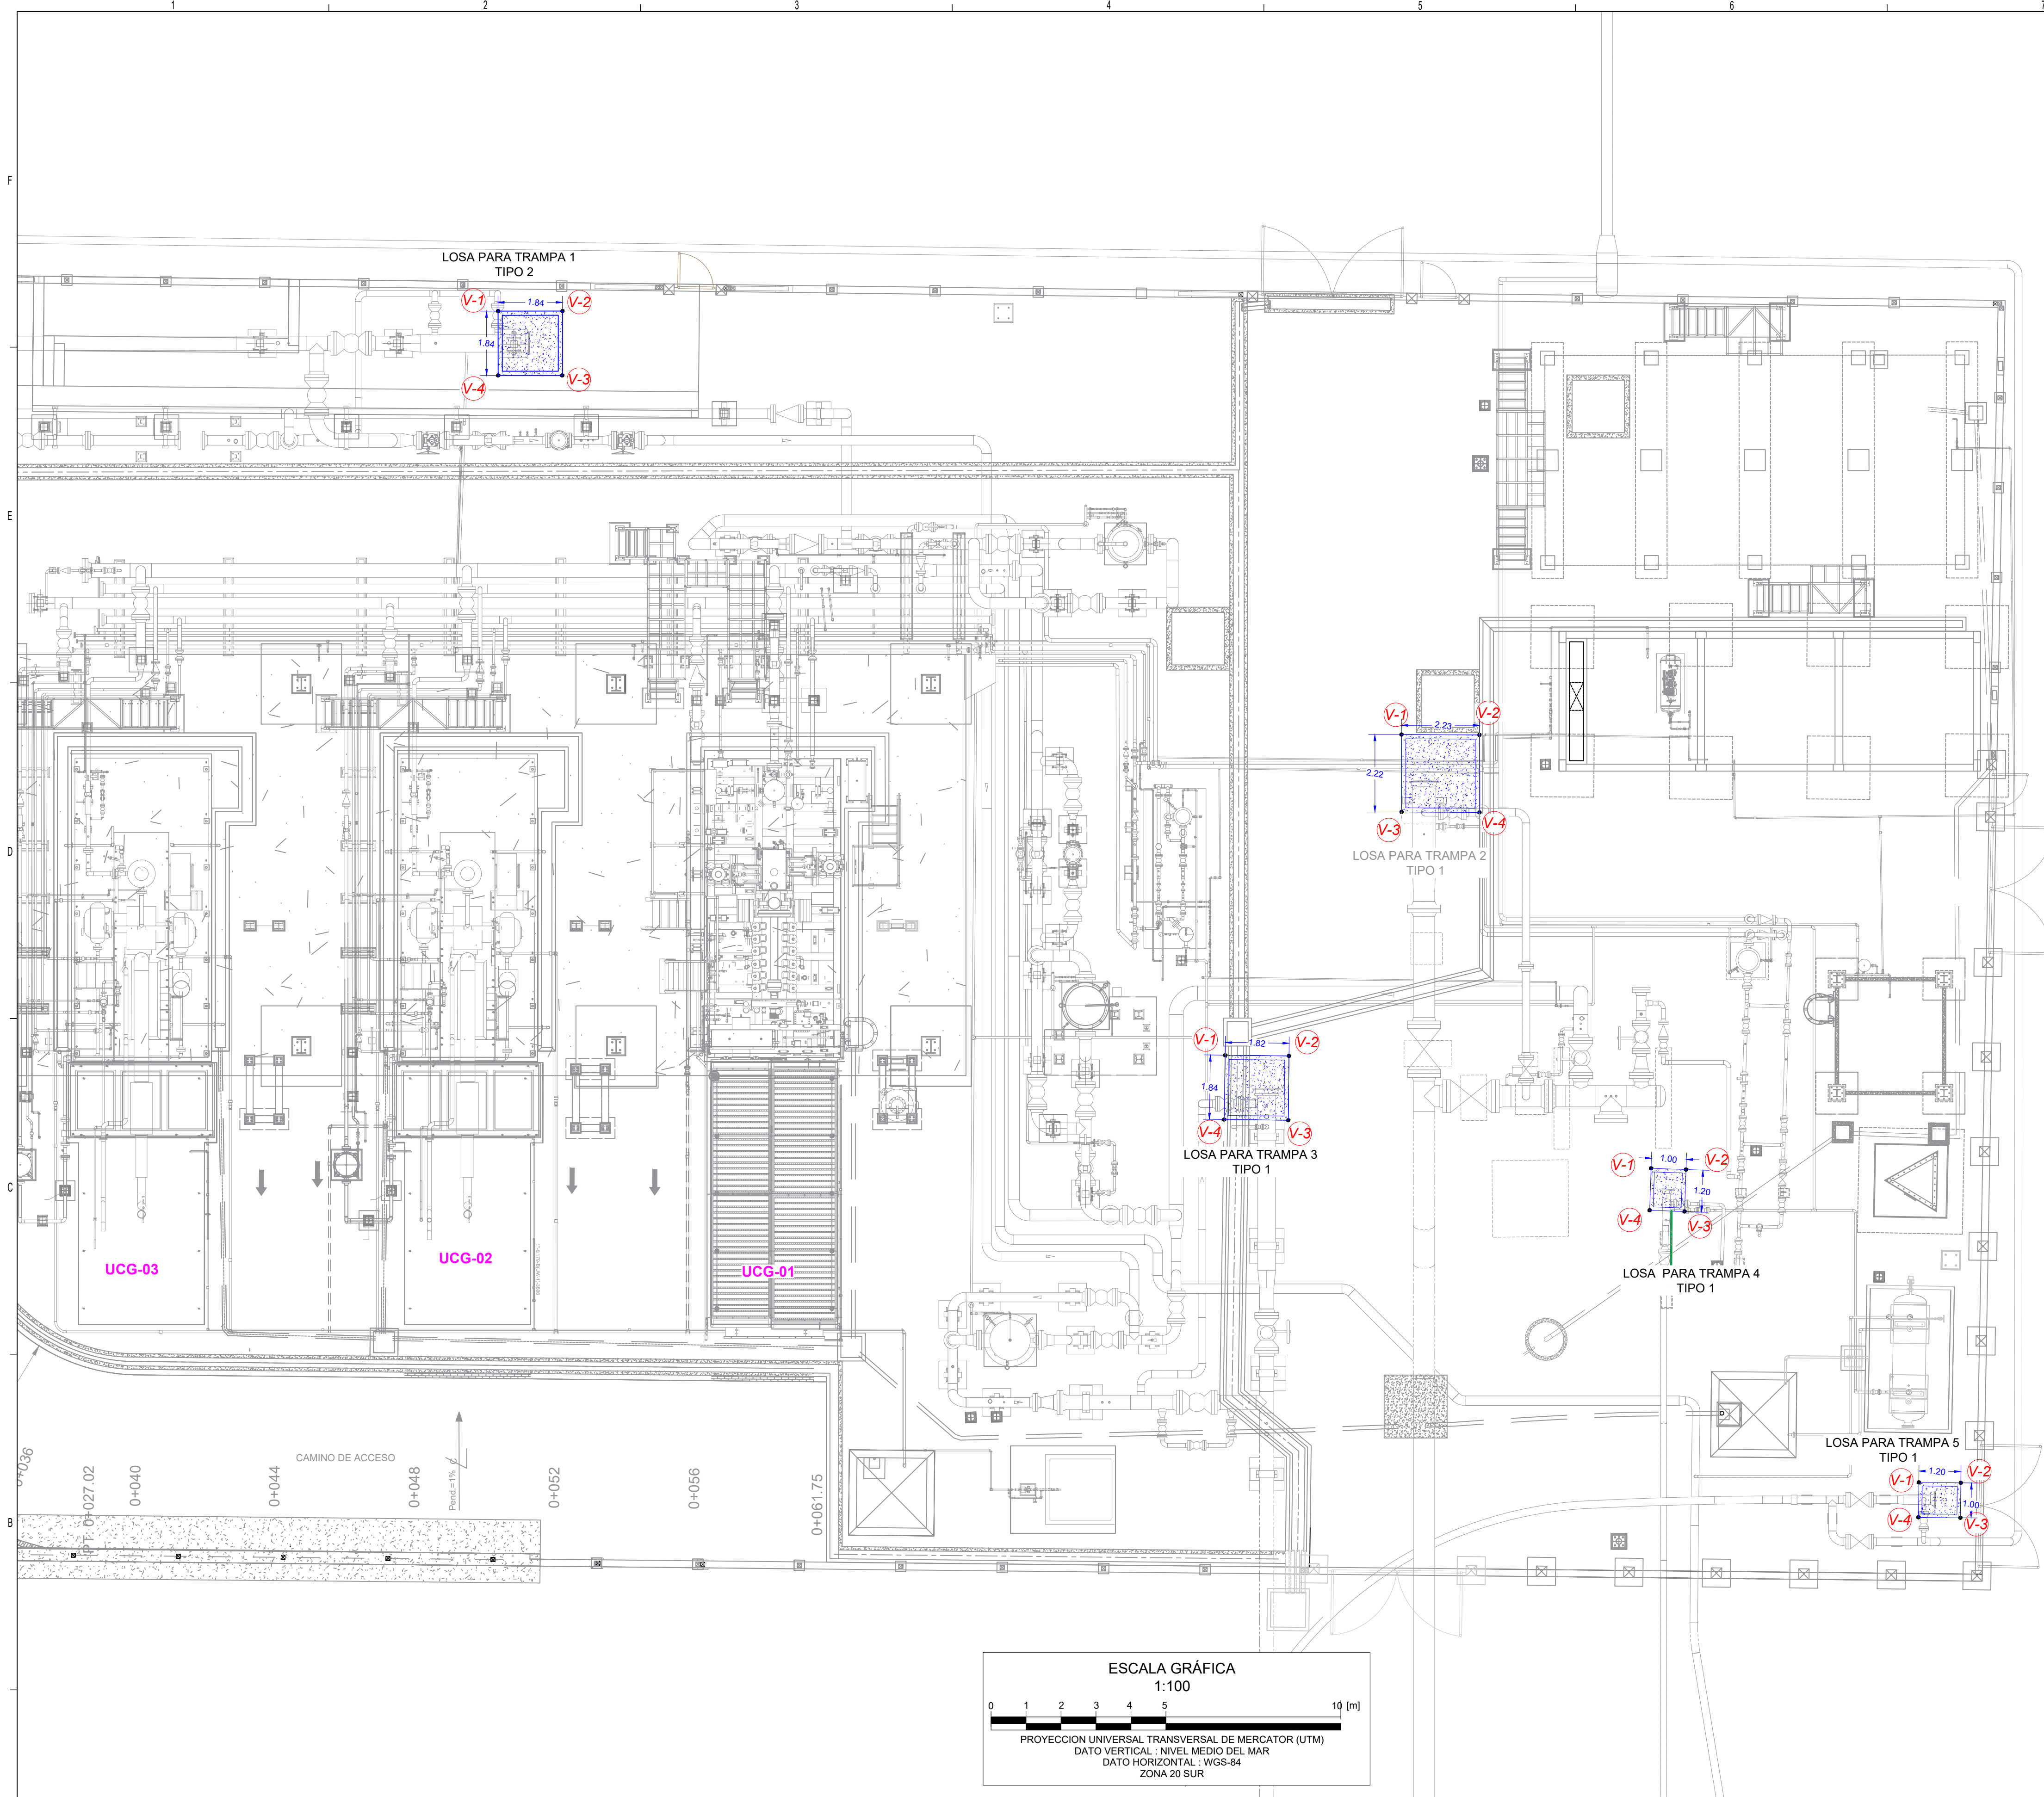 1 2 3 4 5 6 7
F
LOSA PARA TRAMPA 1
TIPO 2
V-1 1.84 V-2
1.84
V-4 V-3
E
V-1 2.23 V-2
2.22
V-3 V-4
D
LOSA PARA TRAMPA 2
TIPO 1
V-1 1.82 V-2
1.84
V-4 V-3
LOSA PARA TRAMPA 3
TIPO 1
V-1 1.00 V-2
1.20
V-4 V-3
C
LOSA PARA TRAMPA 4
TIPO 1
UCG-03
UCG-02
UCG-01
LOSA PARA TRAMPA 5
TIPO 1
V-1 1.20 V-2
1.00
V-4 V-3
CAMINO DE ACCESO
Pend.=1%
0+036
0+027.02
0+040
0+044
0+048
0+052
0+056
0+061.75
B
ESCALA GRÁFICA
1:100
0 1 2 3 4 5 10 [m]
PROYECCION UNIVERSAL TRANSVERSAL DE MERCATOR (UTM)
DATO VERTICAL : NIVEL MEDIO DEL MAR
DATO HORIZONTAL : WGS-84
ZONA 20 SUR